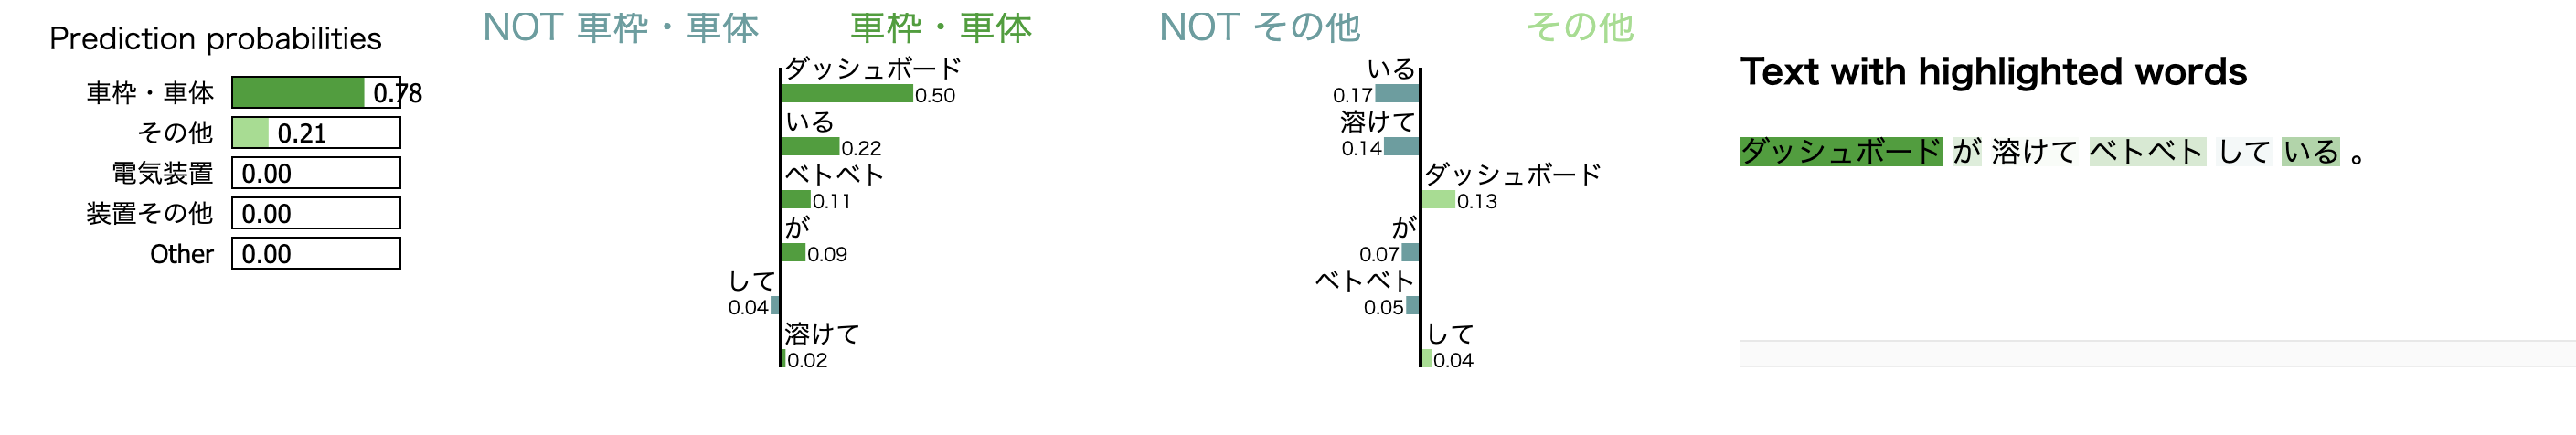 Prediction probabilities
車枠・車体 0.78
その他 0.21
電気装置 0.00
装置その他 0.00
Other 0.00
NOT 車枠・車体 車枠・車体
ダッシュボード
0.50
いる
0.22
ベトベト
0.11
が
0.09
して
0.04
溶けて
0.02
NOT その他 その他
いる
0.17
溶けて
0.14
ダッシュボード
0.13
が
0.07
ベトベト
0.05
して
0.04
Text with highlighted words
ダッシュボード が 溶けて ベトベト して いる 。